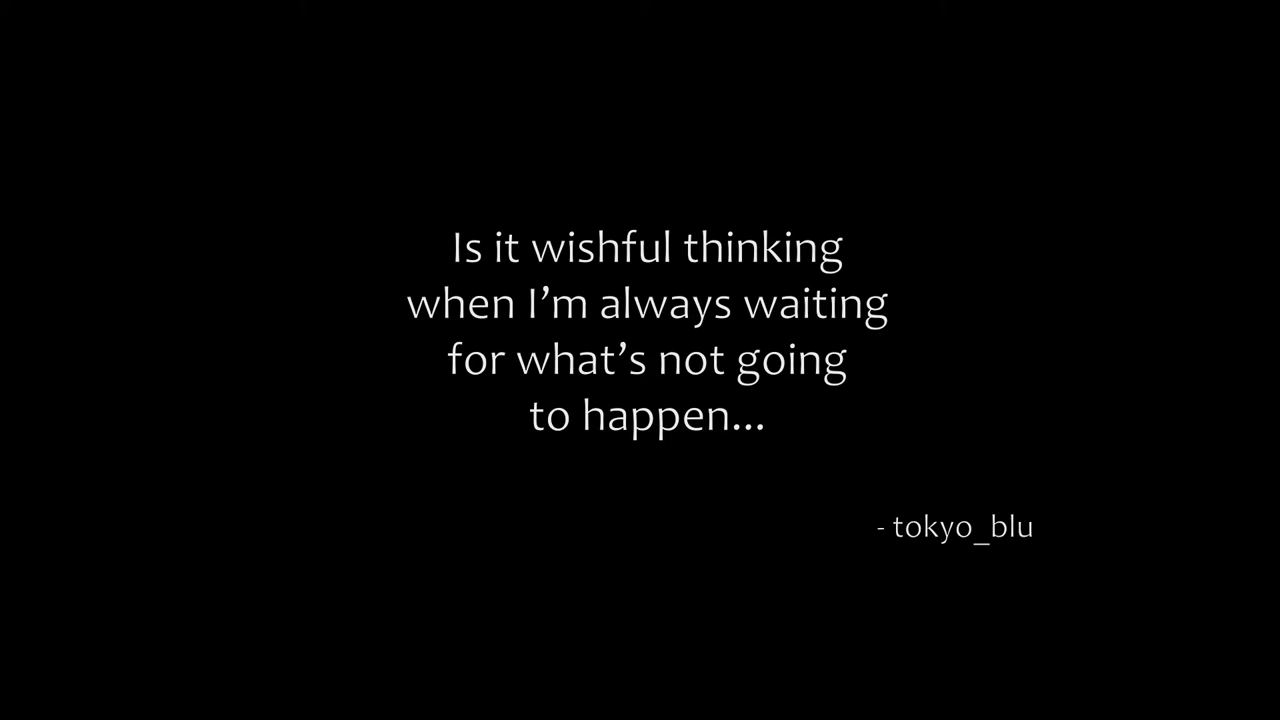 Is it wishful thinking
when I’m always waiting
for what’s not going
to happen...
- tokyo_blu